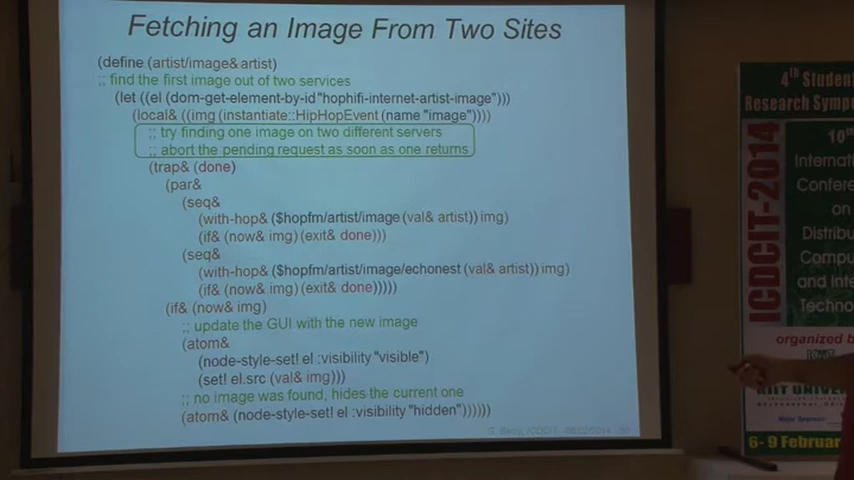 Fetching an Image From Two Sites
(define (artist/image& artist)
;; find the first image out of two services
(let ((el (dom-get-element-by-id "hophifi-internet-artist-image")))
(local& ((img (instantiate::HipHopEvent (name "image"))))
;; try finding one image on two different servers
;; abort the pending request as soon as one returns
(trap& (done)
(par&
(seq&
(with-hop& ($hopfm/artist/image (val& artist)) img)
(if& (now& img) (exit& done)))
(seq&
(with-hop& ($hopfm/artist/image/echonest (val& artist)) img)
(if& (now& img) (exit& done)))))
(if& (now& img)
;; update the GUI with the new image
(atom&
(node-style-set! el :visibility "visible")
(set! el.src (val& img)))
;; no image was found, hides the current one
(atom& (node-style-set! el :visibility "hidden"))))))
G. Berry, ICDCIT
4th Student
Research Symp
ICDCIT-2014
10th
Internati
Confere
on
Distribu
Compu
and Inte
Techno
organized b
KIIT UNIVER
6-9 Februar